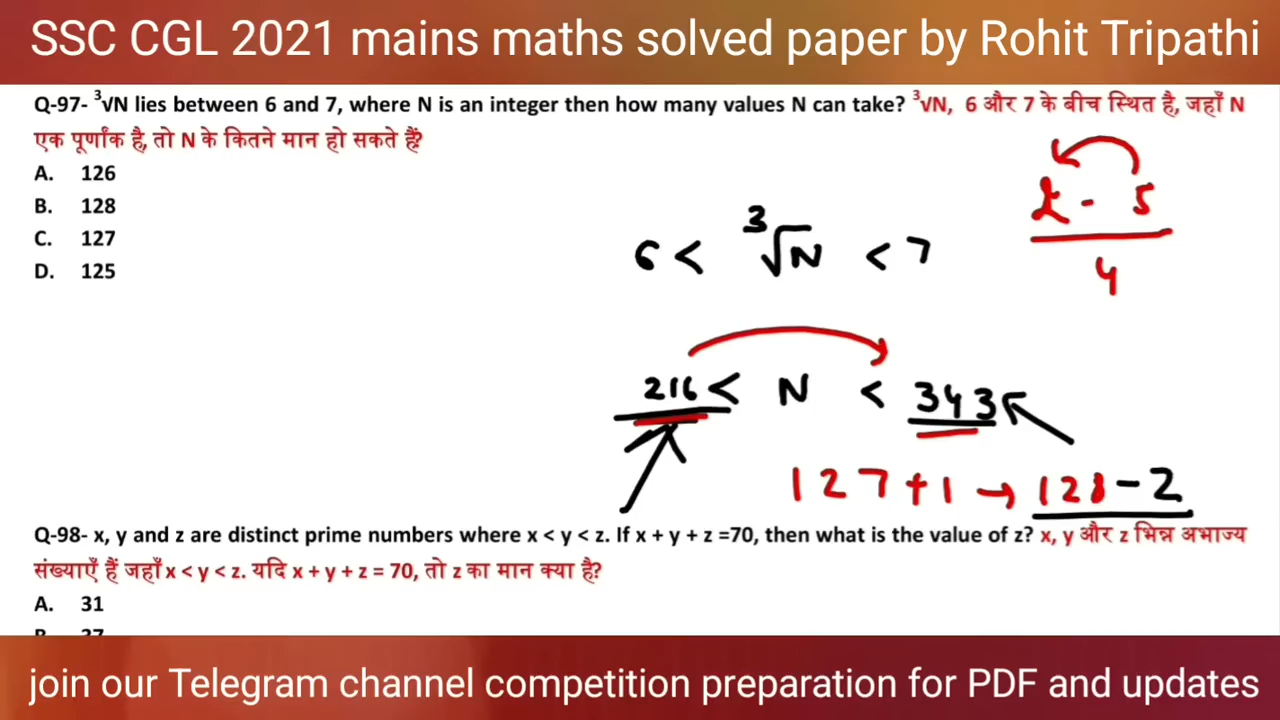 SSC CGL 2021 mains maths solved paper by Rohit Tripathi
Q-97- ³√N lies between 6 and 7, where N is an integer then how many values N can take? ³√N, 6 और 7 के बीच स्थित है, जहाँ N
एक पूर्णांक है, तो N के कितने मान हो सकते हैं?
A. 126
B. 128
C. 127
D. 125
2 - 5
4
6 < ³√N < 7
216 < N < 343
127 + 1 → 128 - 2
Q-98- x, y and z are distinct prime numbers where x < y < z. If x + y + z =70, then what is the value of z? x, y और z भिन्न अभाज्य
संख्याएँ हैं जहाँ x < y < z. यदि x + y + z = 70, तो z का मान क्या है?
A. 31
join our Telegram channel competition preparation for PDF and updates